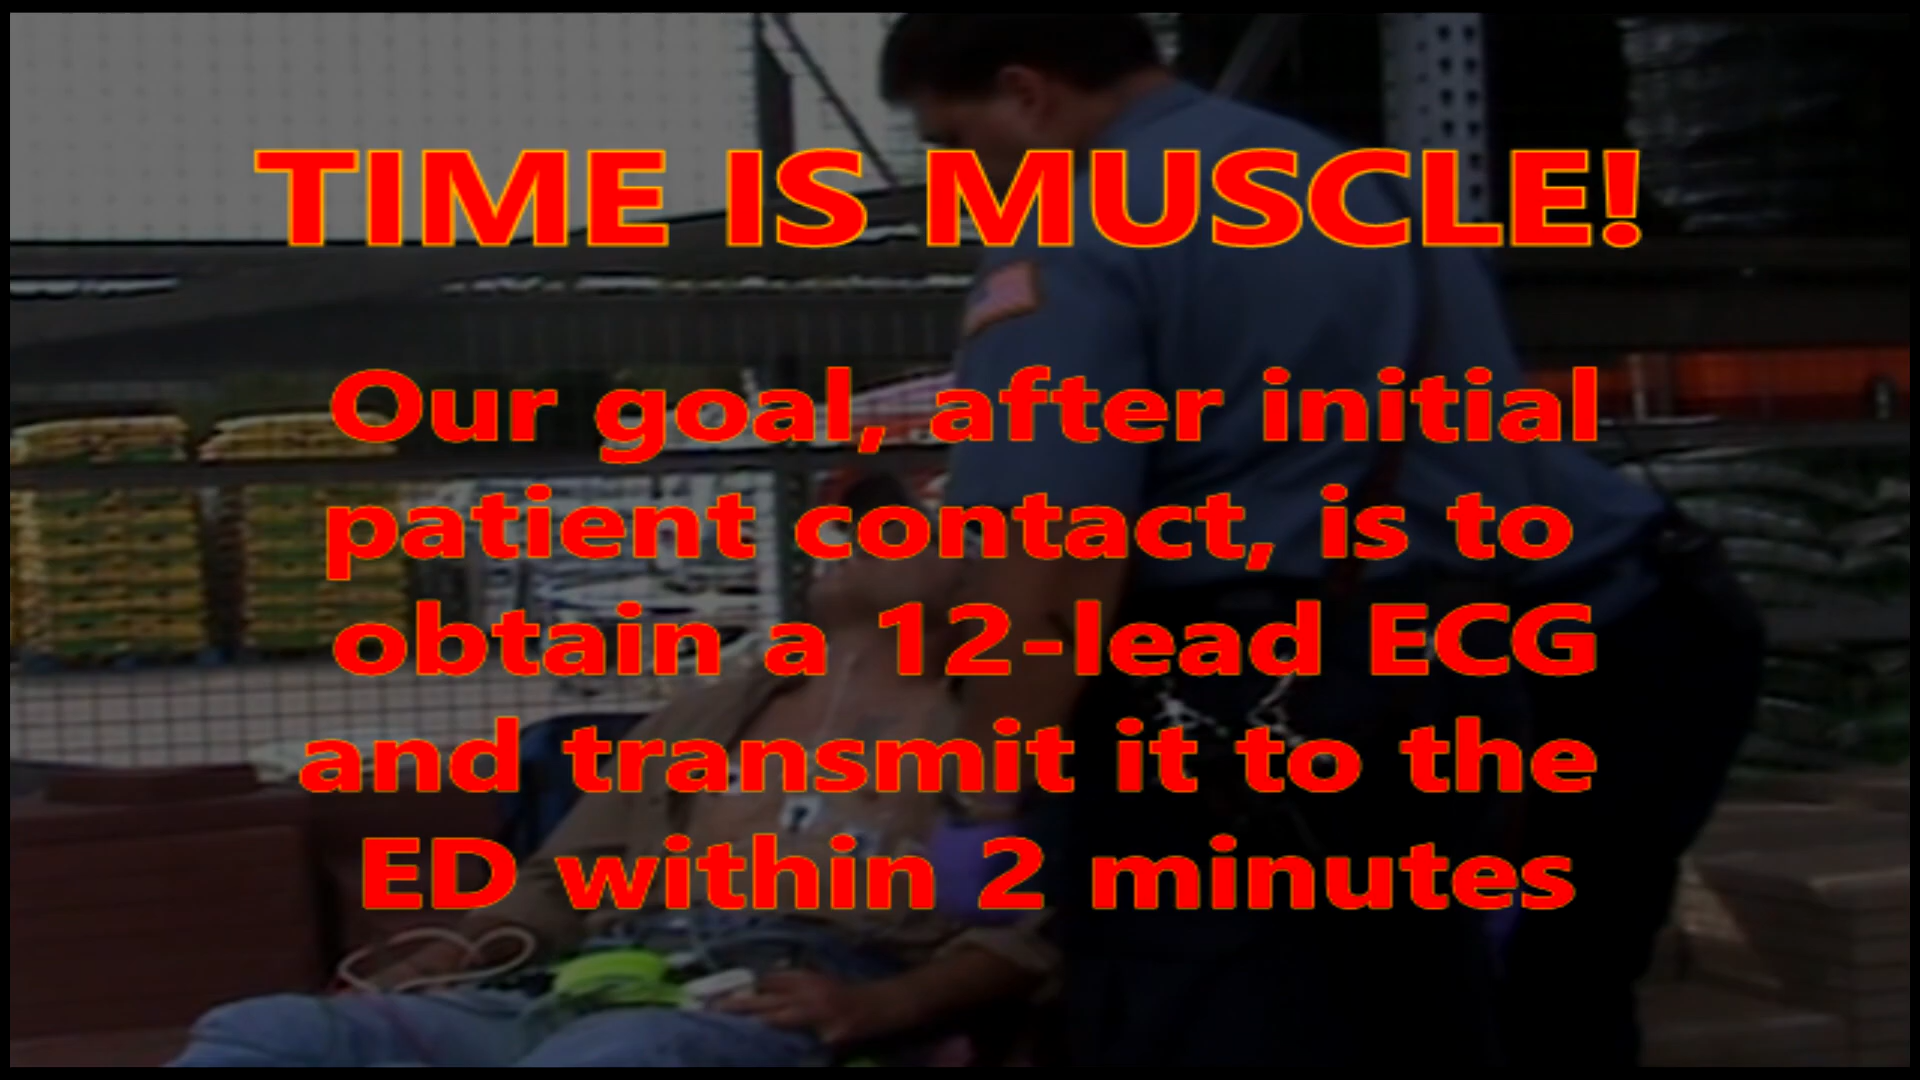 TIME IS MUSCLE!
Our goal, after initial
patient contact, is to
obtain a 12-lead ECG
and transmit it to the
ED within 2 minutes